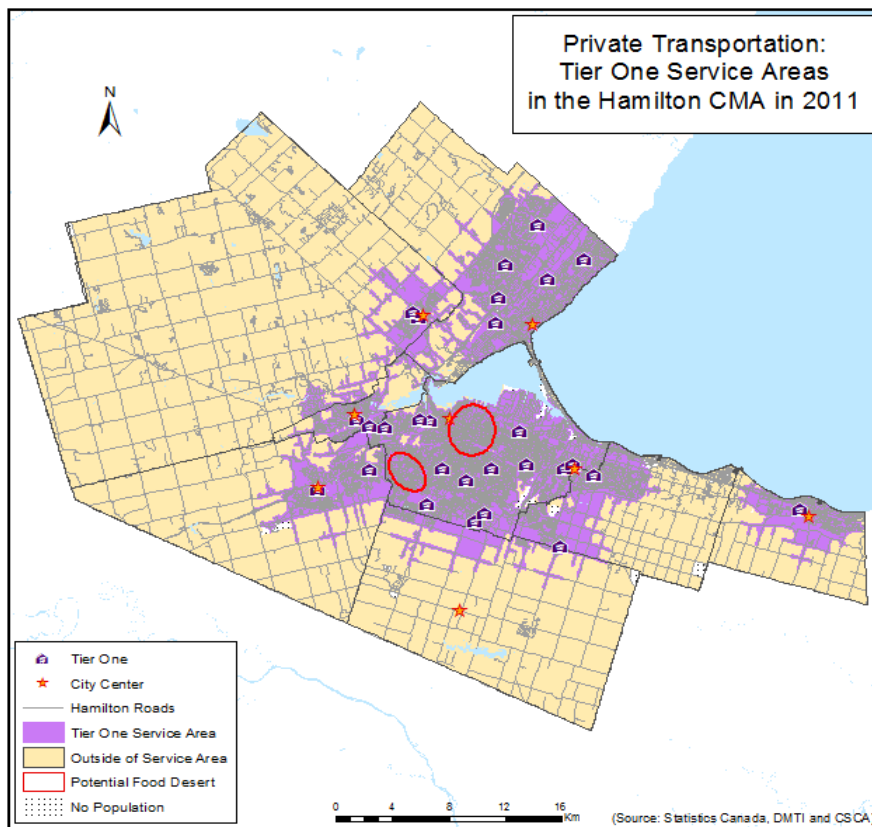 Private Transportation:
Tier One Service Areas
in the Hamilton CMA in 2011
N
Tier One
City Center
Hamilton Roads
Tier One Service Area
Outside of Service Area
Potential Food Desert
No Population
0 2 4 8 12 16
Km
(Source: Statistics Canada, DMTI and CSCA)